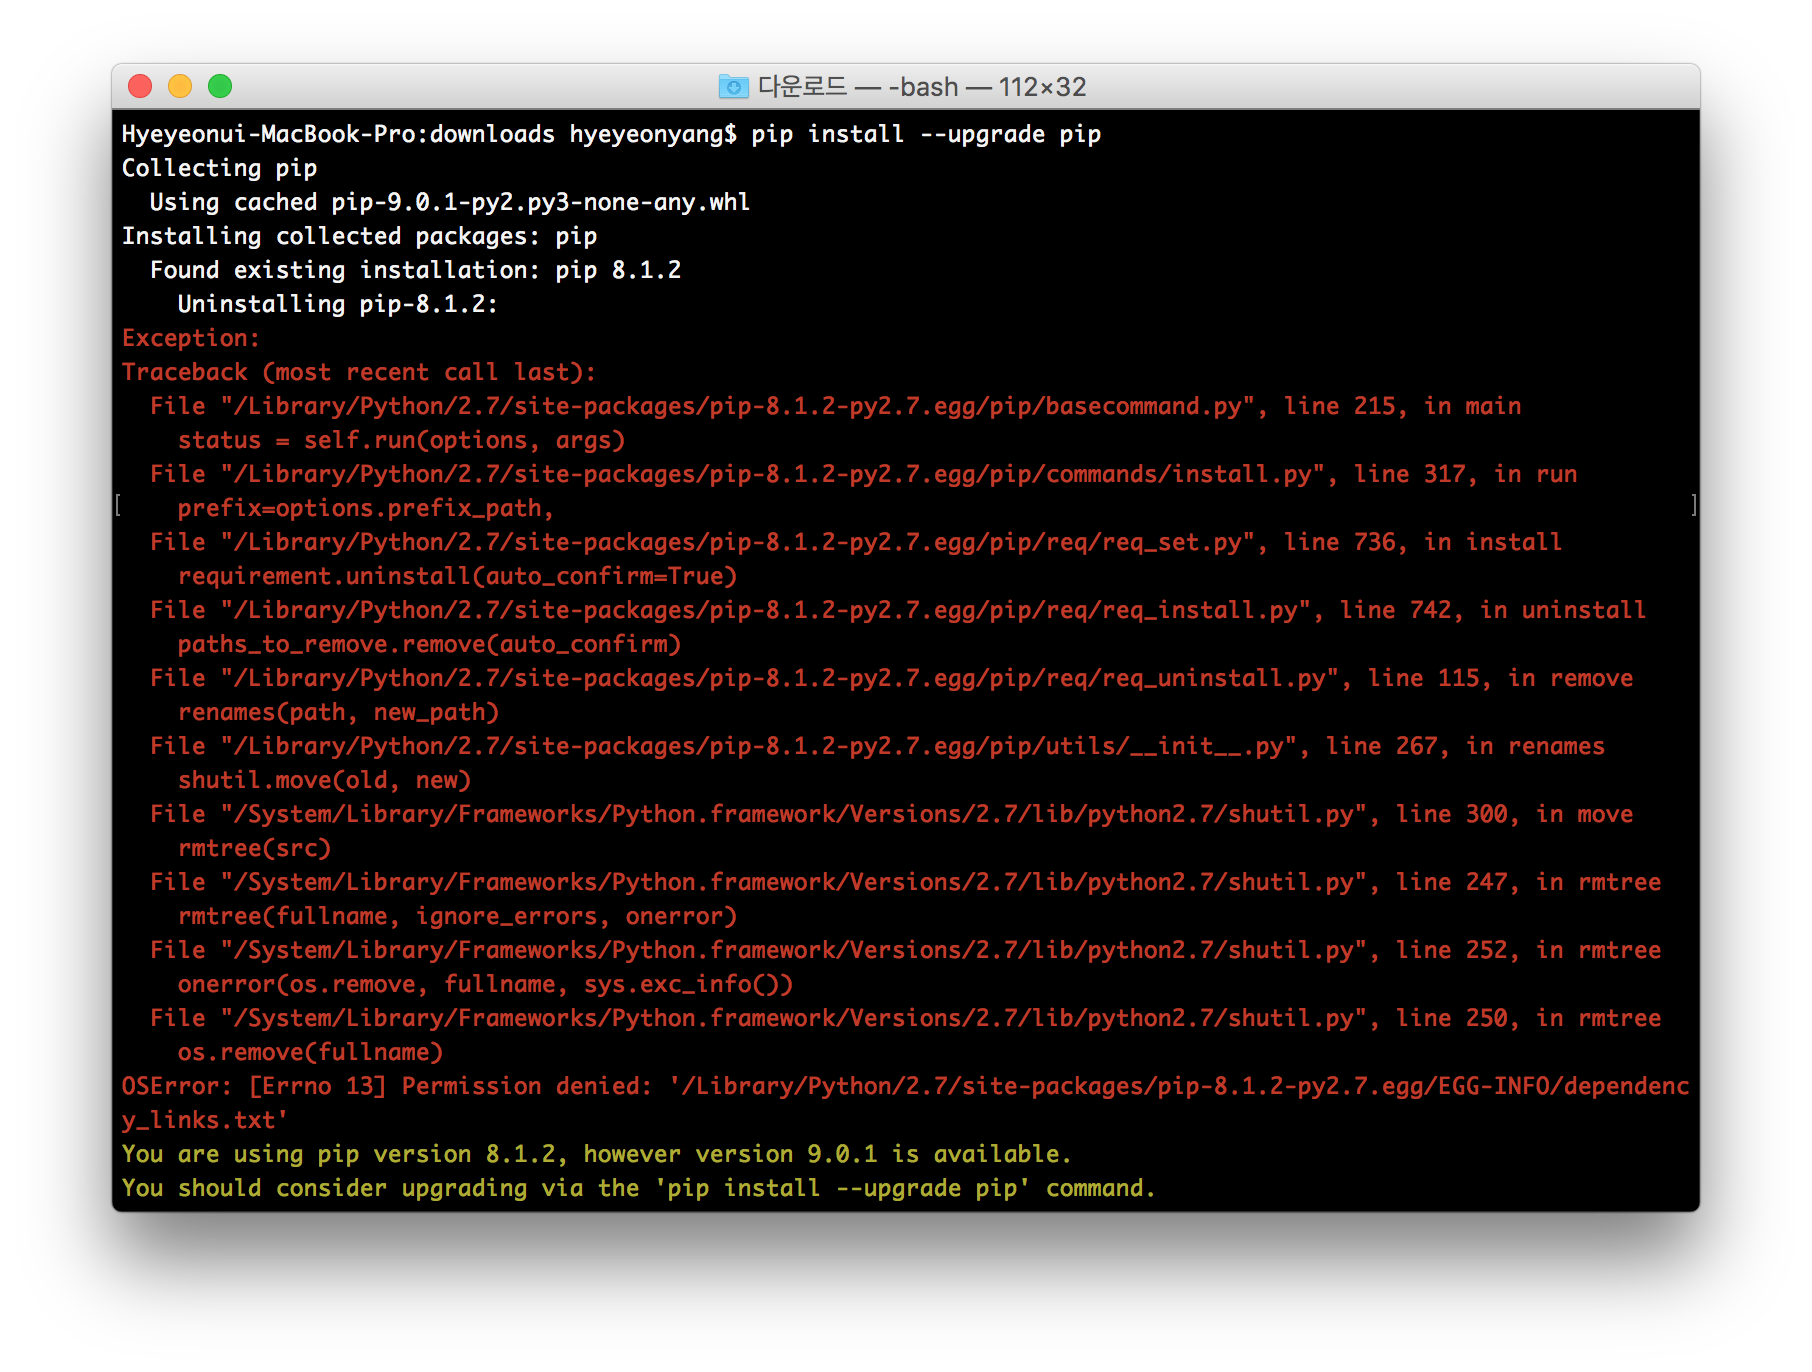 다운로드 — -bash — 112×32
Hyeyeonui-MacBook-Pro:downloads hyeyeonyang$ pip install --upgrade pip
Collecting pip
  Using cached pip-9.0.1-py2.py3-none-any.whl
Installing collected packages: pip
  Found existing installation: pip 8.1.2
    Uninstalling pip-8.1.2:
Exception:
Traceback (most recent call last):
  File "/Library/Python/2.7/site-packages/pip-8.1.2-py2.7.egg/pip/basecommand.py", line 215, in main
    status = self.run(options, args)
  File "/Library/Python/2.7/site-packages/pip-8.1.2-py2.7.egg/pip/commands/install.py", line 317, in run
[    prefix=options.prefix_path, ]
  File "/Library/Python/2.7/site-packages/pip-8.1.2-py2.7.egg/pip/req/req_set.py", line 736, in install
    requirement.uninstall(auto_confirm=True)
  File "/Library/Python/2.7/site-packages/pip-8.1.2-py2.7.egg/pip/req/req_install.py", line 742, in uninstall
    paths_to_remove.remove(auto_confirm)
  File "/Library/Python/2.7/site-packages/pip-8.1.2-py2.7.egg/pip/req/req_uninstall.py", line 115, in remove
    renames(path, new_path)
  File "/Library/Python/2.7/site-packages/pip-8.1.2-py2.7.egg/pip/utils/__init__.py", line 267, in renames
    shutil.move(old, new)
  File "/System/Library/Frameworks/Python.framework/Versions/2.7/lib/python2.7/shutil.py", line 300, in move
    rmtree(src)
  File "/System/Library/Frameworks/Python.framework/Versions/2.7/lib/python2.7/shutil.py", line 247, in rmtree
    rmtree(fullname, ignore_errors, onerror)
  File "/System/Library/Frameworks/Python.framework/Versions/2.7/lib/python2.7/shutil.py", line 252, in rmtree
    onerror(os.remove, fullname, sys.exc_info())
  File "/System/Library/Frameworks/Python.framework/Versions/2.7/lib/python2.7/shutil.py", line 250, in rmtree
    os.remove(fullname)
OSError: [Errno 13] Permission denied: '/Library/Python/2.7/site-packages/pip-8.1.2-py2.7.egg/EGG-INFO/dependenc
y_links.txt'
You are using pip version 8.1.2, however version 9.0.1 is available.
You should consider upgrading via the 'pip install --upgrade pip' command.